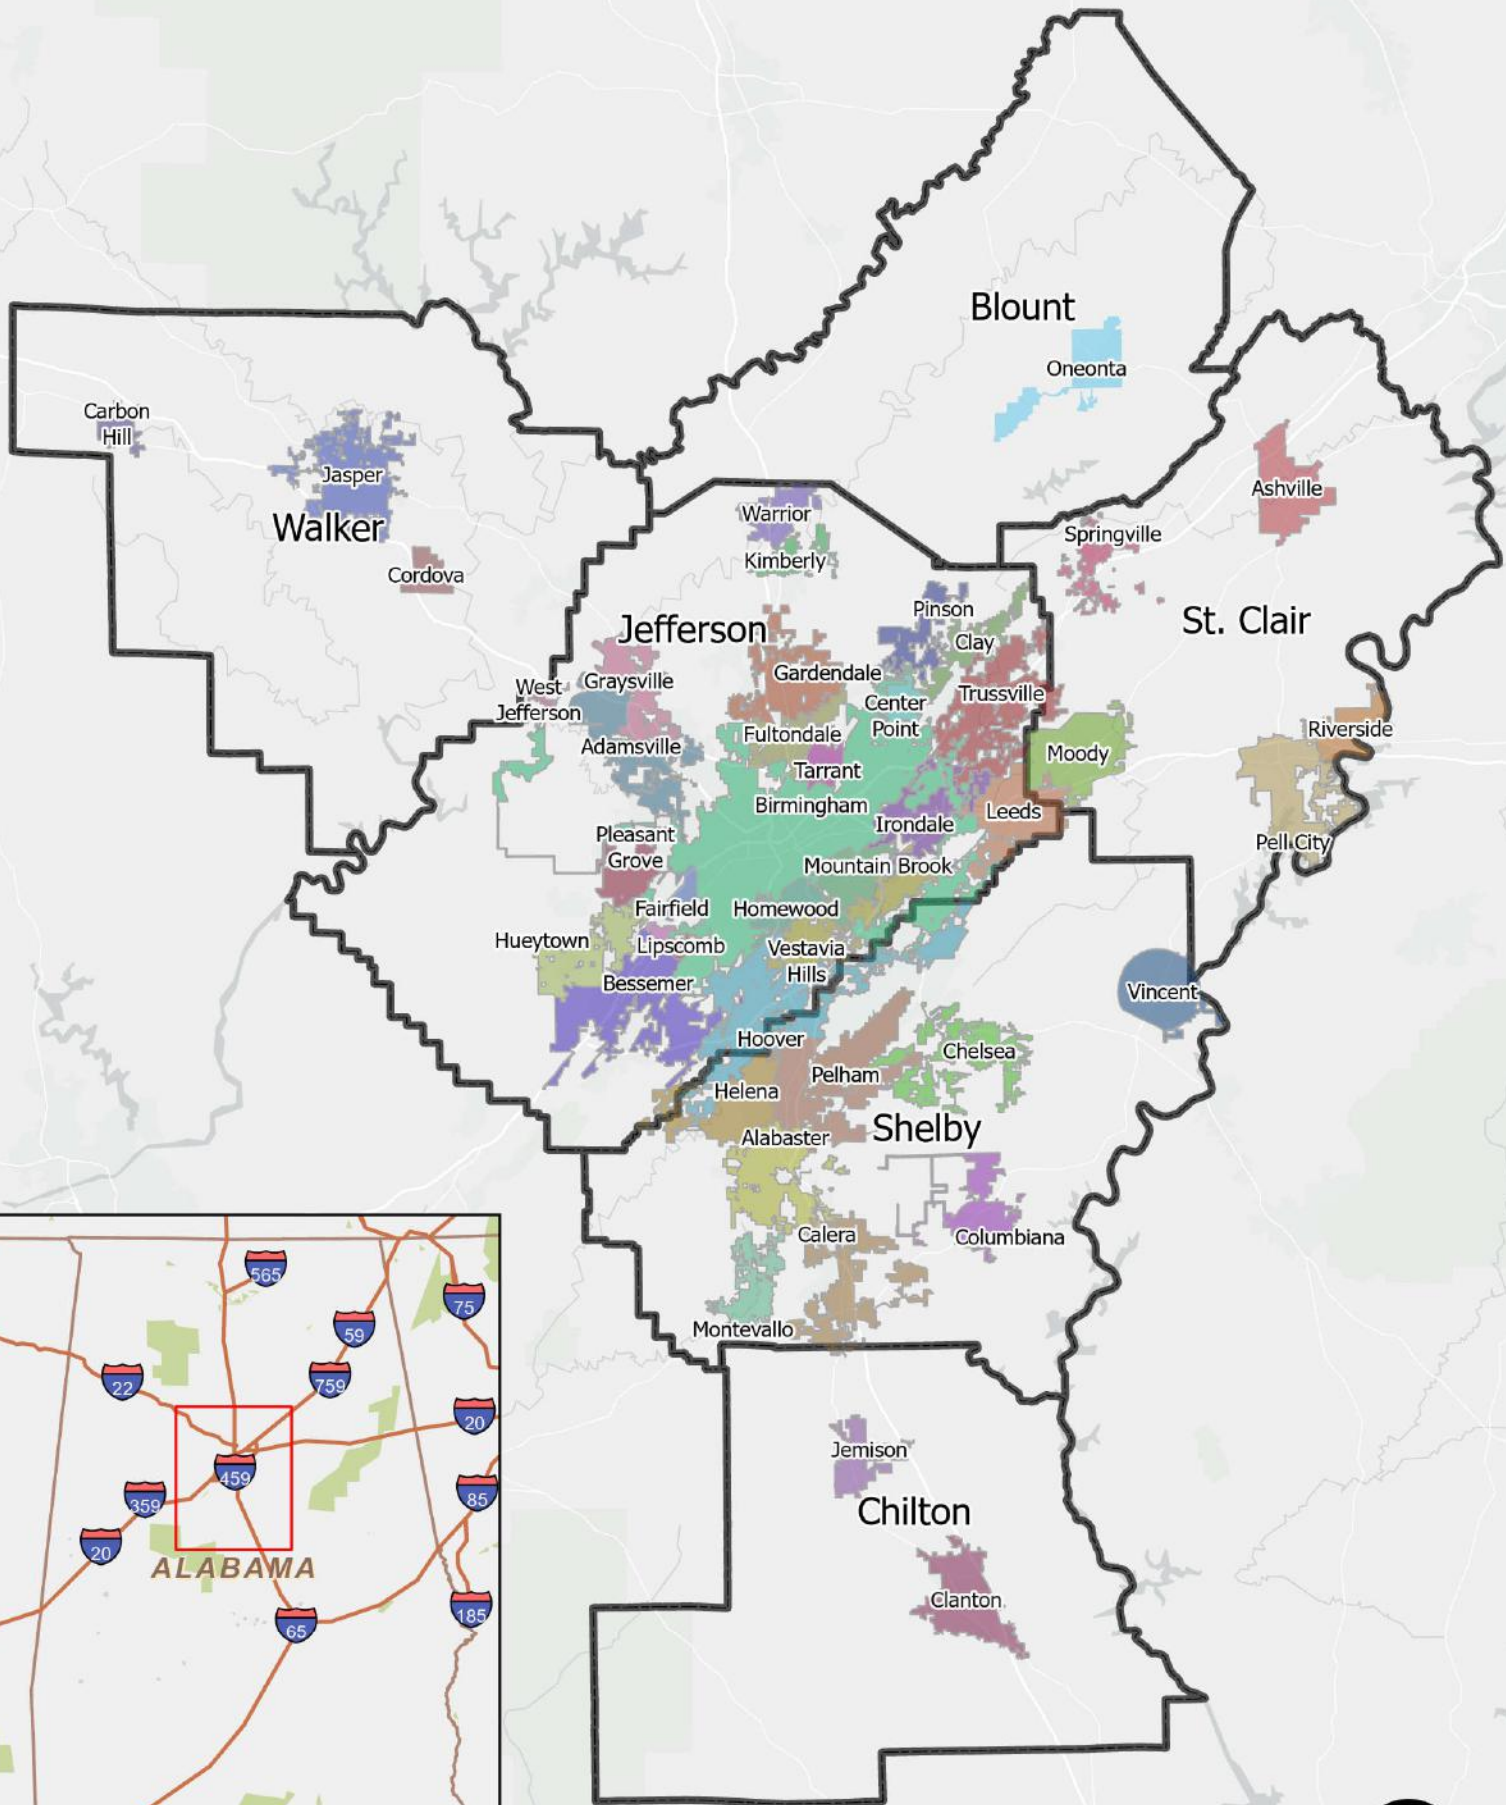 Blount
Oneonta
Carbon
Hill
Jasper
Walker
Cordova
Ashville
Springville
St. Clair
Warrior
Kimberly
Pinson
Jefferson
Clay
Gardendale
Graysville
West
Jefferson
Trussville
Center
Point
Riverside
Fultondale
Adamsville
Moody
Tarrant
Birmingham
Leeds
Irondale
Pleasant
Grove
Pell City
Mountain Brook
Fairfield
Homewood
Hueytown
Lipscomb
Vestavia
Hills
Bessemer
Vincent
Hoover
Chelsea
Pelham
Helena
Shelby
Alabaster
Calera
Columbiana
Montevallo
Jemison
Chilton
Clanton
565
75
59
759
22
20
459
359
85
20
ALABAMA
185
65